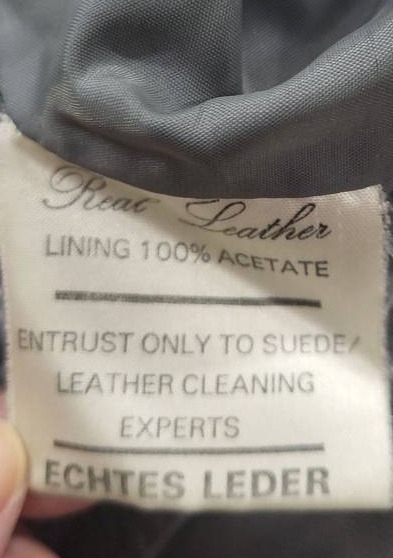 Real Leather
LINING 100% ACETATE
ENTRUST ONLY TO SUEDE/
LEATHER CLEANING
EXPERTS
ECHTES LEDER